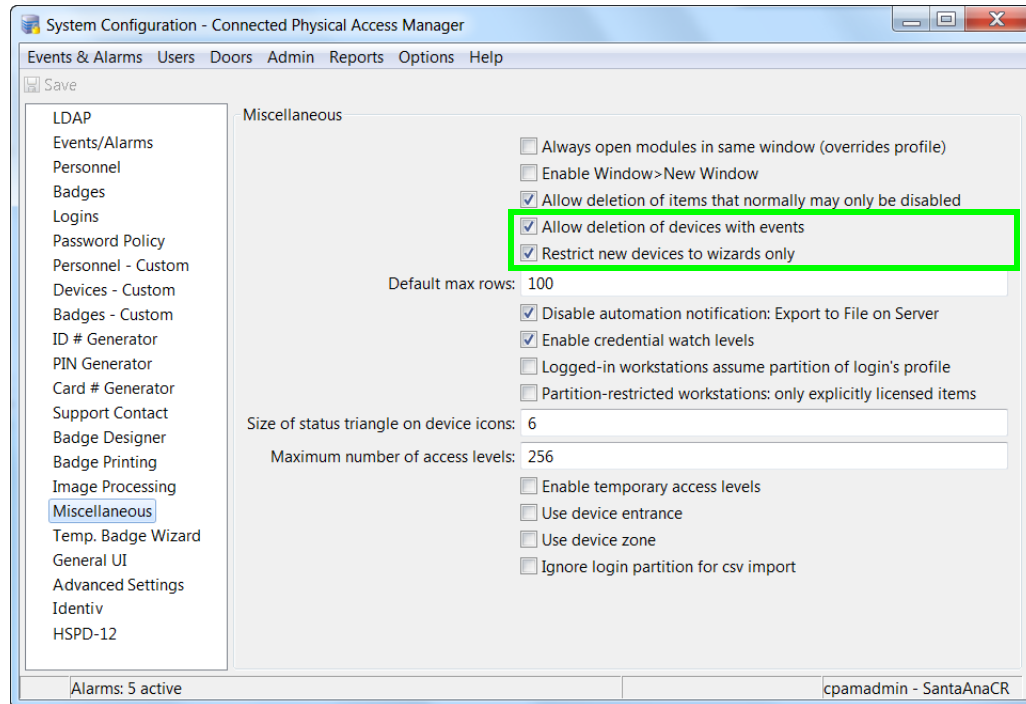 System Configuration - Connected Physical Access Manager
Events & Alarms Users Doors Admin Reports Options Help
Save
LDAP
Events/Alarms
Personnel
Badges
Logins
Password Policy
Personnel - Custom
Devices - Custom
Badges - Custom
ID # Generator
PIN Generator
Card # Generator
Support Contact
Badge Designer
Badge Printing
Image Processing
Miscellaneous
Temp. Badge Wizard
General UI
Advanced Settings
Identiv
HSPD-12
Miscellaneous
Always open modules in same window (overrides profile)
Enable Window>New Window
Allow deletion of items that normally may only be disabled
Allow deletion of devices with events
Restrict new devices to wizards only
Default max rows: 100
Disable automation notification: Export to File on Server
Enable credential watch levels
Logged-in workstations assume partition of login's profile
Partition-restricted workstations: only explicitly licensed items
Size of status triangle on device icons: 6
Maximum number of access levels: 256
Enable temporary access levels
Use device entrance
Use device zone
Ignore login partition for csv import
Alarms: 5 active
cpamadmin - SantaAnaCR